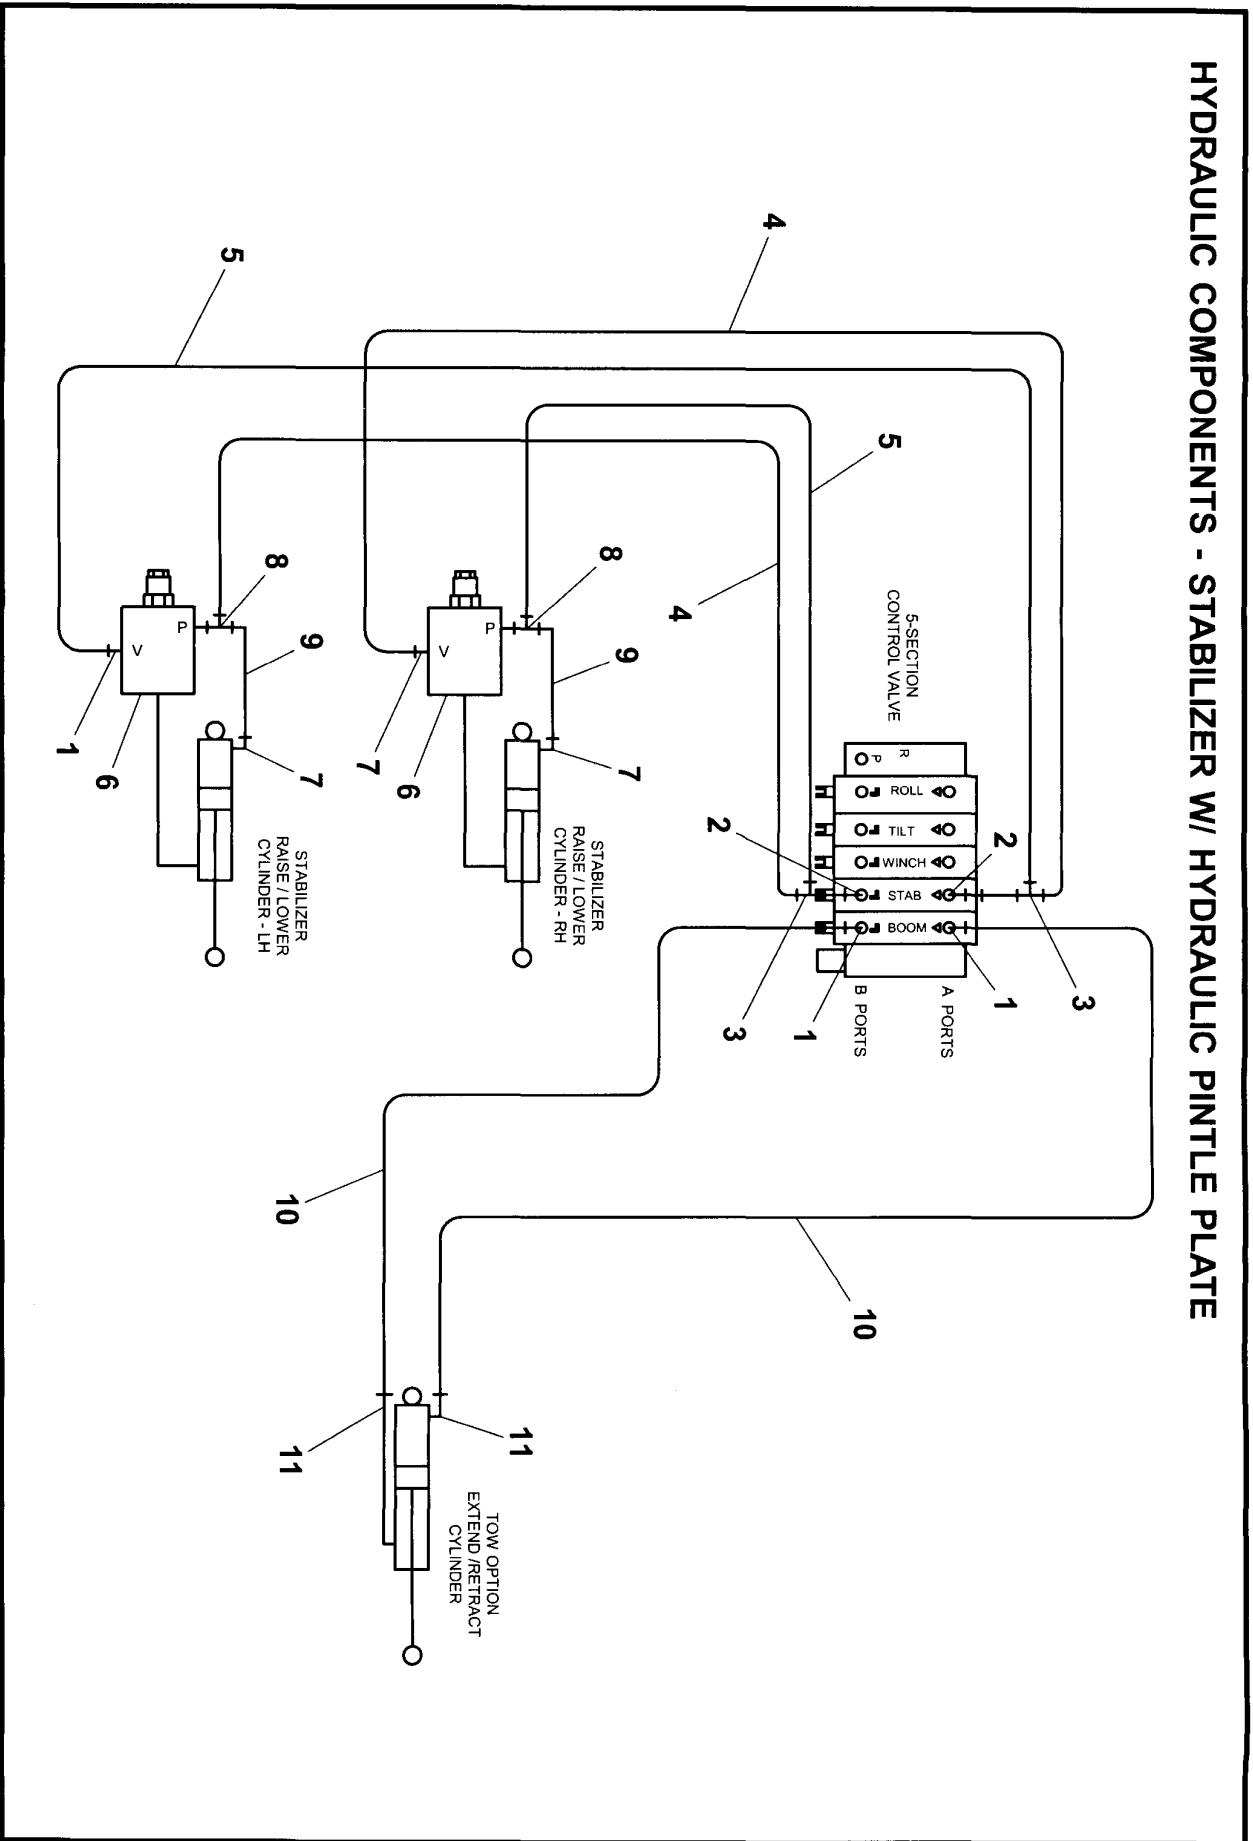 HYDRAULIC COMPONENTS - STABILIZER W/ HYDRAULIC PINTLE PLATE
3
2
1
A PORTS
5-SECTION
CONTROL VALVE
R
P
ROLL
TILT
WINCH
STAB
BOOM
5
10
B PORTS
1
4
3
2
4
9
7
8
STABILIZER
RAISE / LOWER
CYLINDER - RH
11
TOW OPTION
EXTEND /RETRACT
CYLINDER
P
V
6
7
9
7
STABILIZER
RAISE / LOWER
CYLINDER - LH
10
11
8
5
P
V
6
1